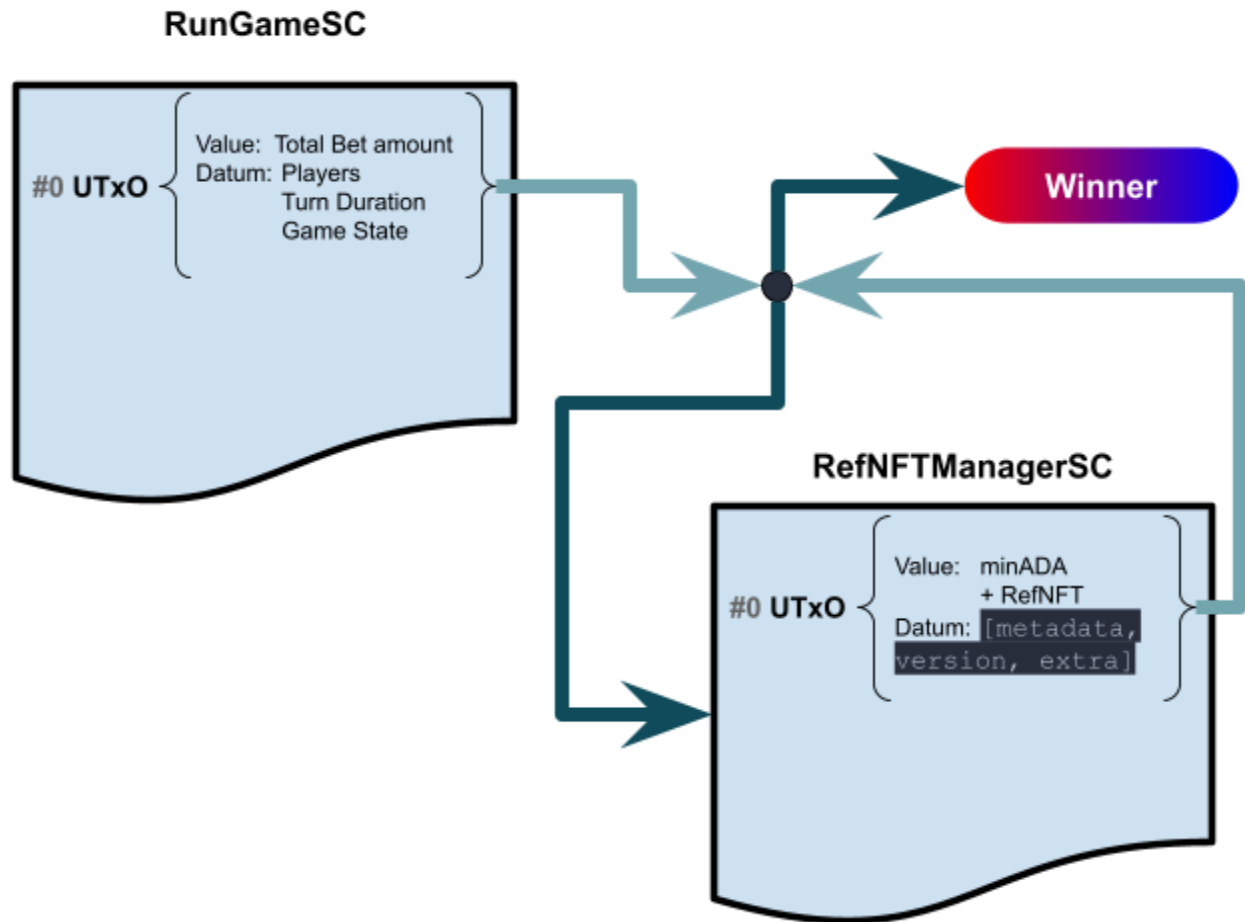 RunGameSC
#0 UTxO
Value: Total Bet amount
Datum: Players
Turn Duration
Game State
Winner
RefNFTManagerSC
#0 UTxO
Value: minADA
+ RefNFT
Datum: [metadata,
version, extra]